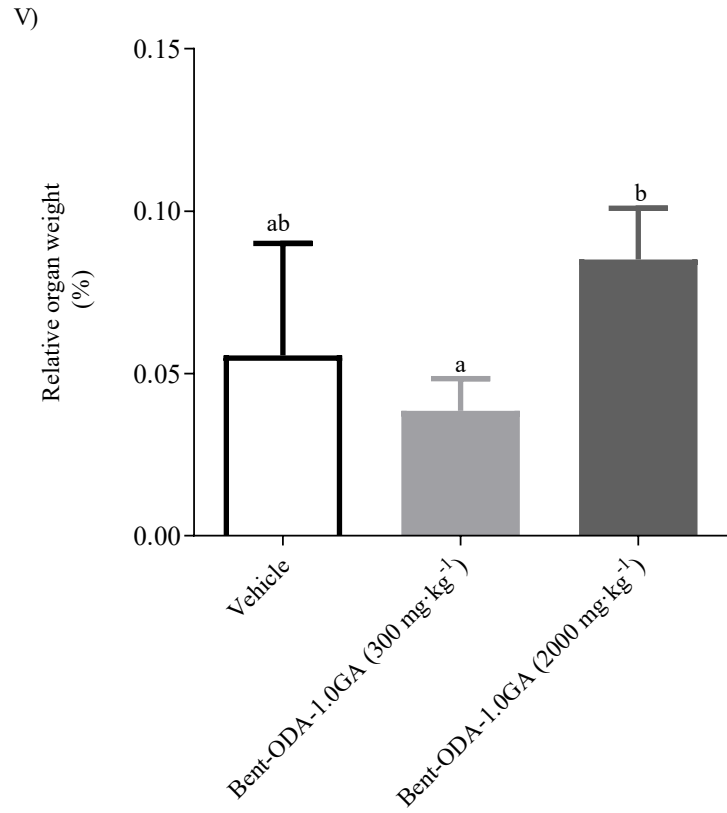 V)
0.15
0.10
0.05
0.00
Relative organ weight
(%)
ab
a
b
Vehicle
Bent-ODA-1.0GA (300 mg·kg⁻¹)
Bent-ODA-1.0GA (2000 mg·kg⁻¹)